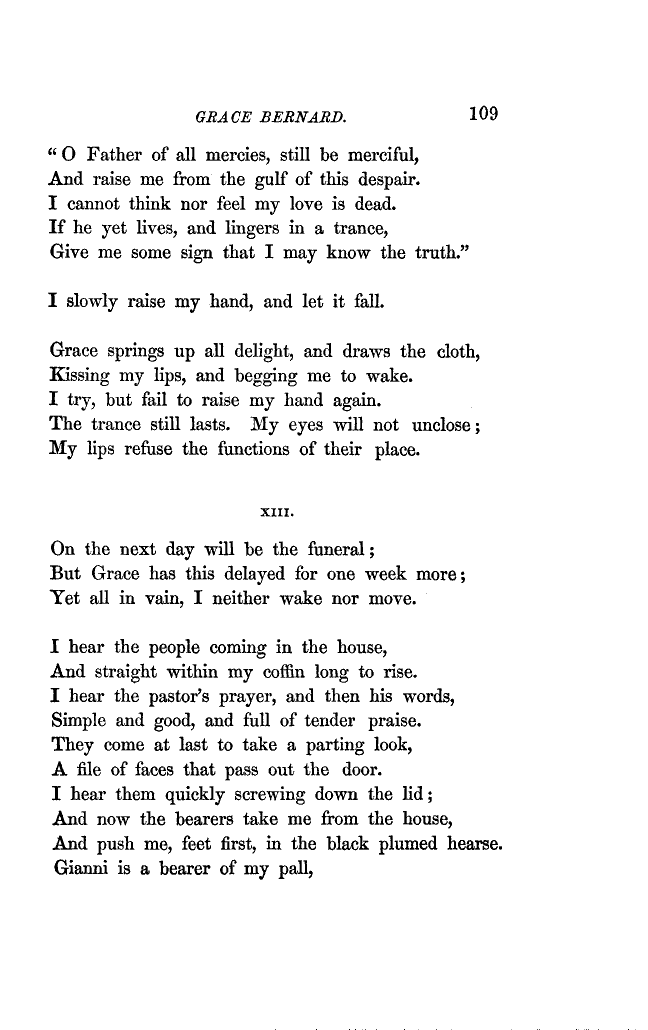 GRACE BERNARD. 109
“ O Father of all mercies, still be merciful,
And raise me from the gulf of this despair.
I cannot think nor feel my love is dead.
If he yet lives, and lingers in a trance,
Give me some sign that I may know the truth.”
I slowly raise my hand, and let it fall.
Grace springs up all delight, and draws the cloth,
Kissing my lips, and begging me to wake.
I try, but fail to raise my hand again.
The trance still lasts. My eyes will not unclose ;
My lips refuse the functions of their place.
XIII.
On the next day will be the funeral ;
But Grace has this delayed for one week more ;
Yet all in vain, I neither wake nor move.
I hear the people coming in the house,
And straight within my coffin long to rise.
I hear the pastor’s prayer, and then his words,
Simple and good, and full of tender praise.
They come at last to take a parting look,
A file of faces that pass out the door.
I hear them quickly screwing down the lid ;
And now the bearers take me from the house,
And push me, feet first, in the black plumed hearse.
Gianni is a bearer of my pall,